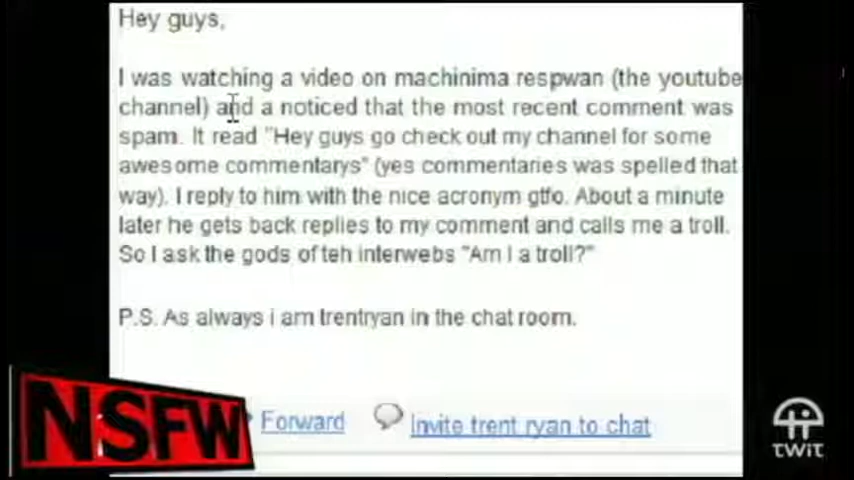 Hey guys,
I was watching a video on machinima respwan (the youtube
channel) and a noticed that the most recent comment was
spam. It read "Hey guys go check out my channel for some
awesome commentarys" (yes commentaries was spelled that
way). I reply to him with the nice acronym gtfo. About a minute
later he gets back replies to my comment and calls me a troll.
So I ask the gods of teh interwebs "Am I a troll?"
P.S. As always i am trentryan in the chat room.
Forward Invite trent ryan to chat
NSFW
TWiT